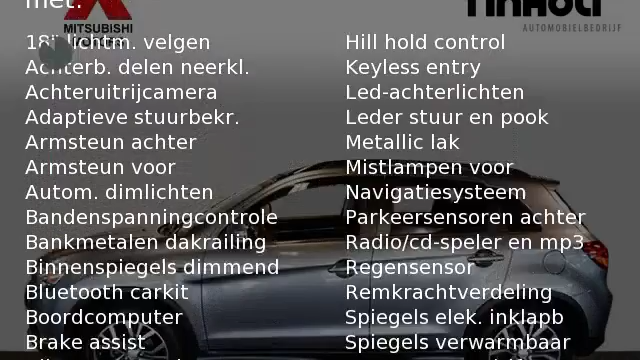 met:
MITSUBISHI
AUTOMOBIELBEDRIJF
18" lichtm. velgen
Achterb. delen neerkl.
Achteruitrijcamera
Adaptieve stuurbekr.
Armsteun achter
Armsteun voor
Autom. dimlichten
Bandenspanningcontrole
Bankmetalen dakrailing
Binnenspiegels dimmend
Bluetooth carkit
Boordcomputer
Brake assist
Hill hold control
Keyless entry
Led-achterlichten
Leder stuur en pook
Metallic lak
Mistlampen voor
Navigatiesysteem
Parkeersensoren achter
Radio/cd-speler en mp3
Regensensor
Remkrachtverdeling
Spiegels elek. inklapb
Spiegels verwarmbaar